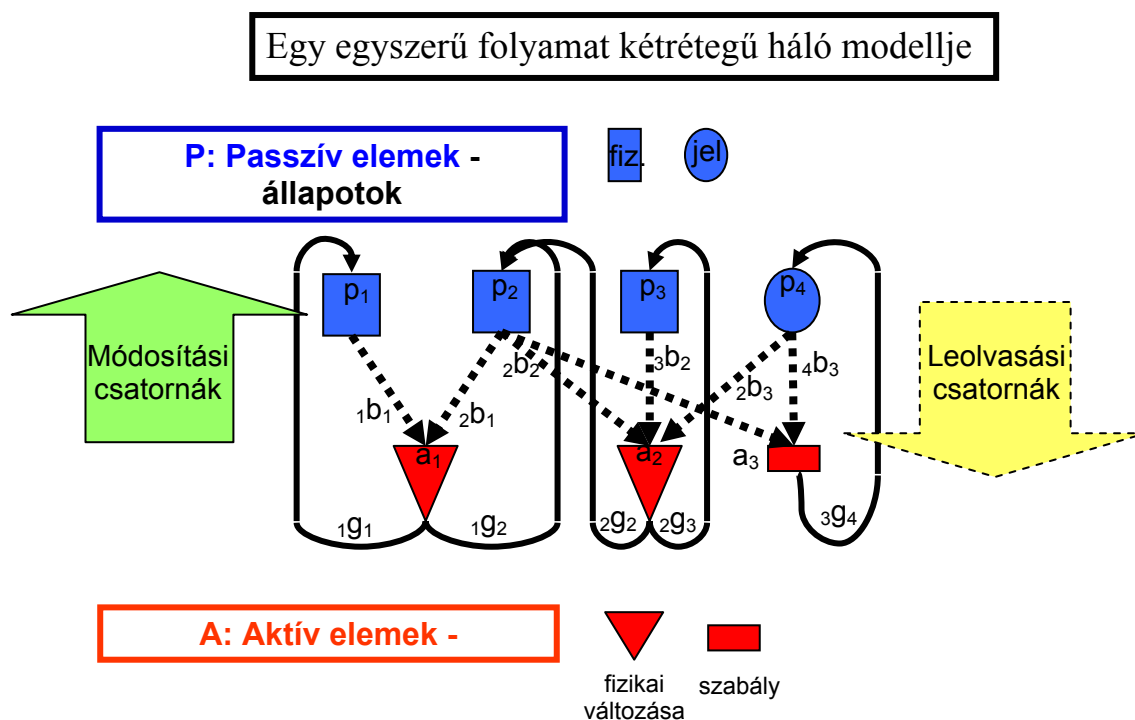 Egy egyszerű folyamat kétrétegű háló modellje
P: Passzív elemek -
állapotok
fiz.
jel
p₁
p₂
p₃
p₄
Módosítási
csatornák
Leolvasási
csatornák
₁b₁
₂b₁
₂b₂
₃b₂
₂b₃
₄b₃
a₁
a₂
a₃
₁g₁
₁g₂
₂g₂
₂g₃
₃g₄
A: Aktív elemek -
fizikai
változása
szabály